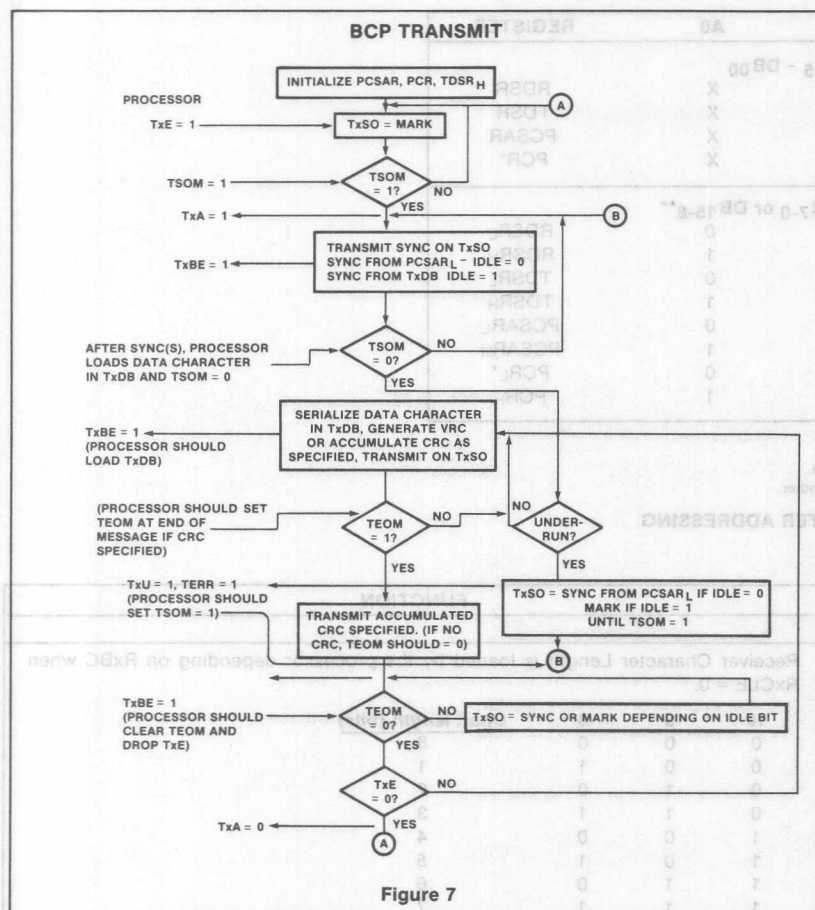 BCP TRANSMIT
INITIALIZE PCSAR, PCR, TDSRH
A
PROCESSOR
TxE = 1
TxSO = MARK
TSOM = 1
TSOM
= 1?
NO
YES
TxA = 1
B
TRANSMIT SYNC ON TxSO
SYNC FROM PCSARL - IDLE = 0
SYNC FROM TxDB IDLE = 1
TxBE = 1
AFTER SYNC(S), PROCESSOR
LOADS DATA CHARACTER
IN TxDB AND TSOM = 0
TSOM
= 0?
NO
YES
SERIALIZE DATA CHARACTER
IN TxDB, GENERATE VRC
OR ACCUMULATE CRC AS
SPECIFIED, TRANSMIT ON TxSO
TxBE = 1
(PROCESSOR SHOULD
LOAD TxDB)
(PROCESSOR SHOULD SET
TEOM AT END OF
MESSAGE IF CRC
SPECIFIED)
TEOM
= 1?
NO
YES
NO
UNDER-
RUN?
YES
TxU = 1, TERR = 1
(PROCESSOR SHOULD
SET TSOM = 1)
TxSO = SYNC FROM PCSARL IF IDLE = 0
MARK IF IDLE = 1
UNTIL TSOM = 1
TRANSMIT ACCUMULATED
CRC SPECIFIED. (IF NO
CRC, TEOM SHOULD = 0)
B
TxBE = 1
(PROCESSOR SHOULD
CLEAR TEOM AND
DROP TxE)
TEOM
= 0?
NO
YES
TxSO = SYNC OR MARK DEPENDING ON IDLE BIT
TxE
= 0?
NO
YES
TxA = 0
A
Figure 7